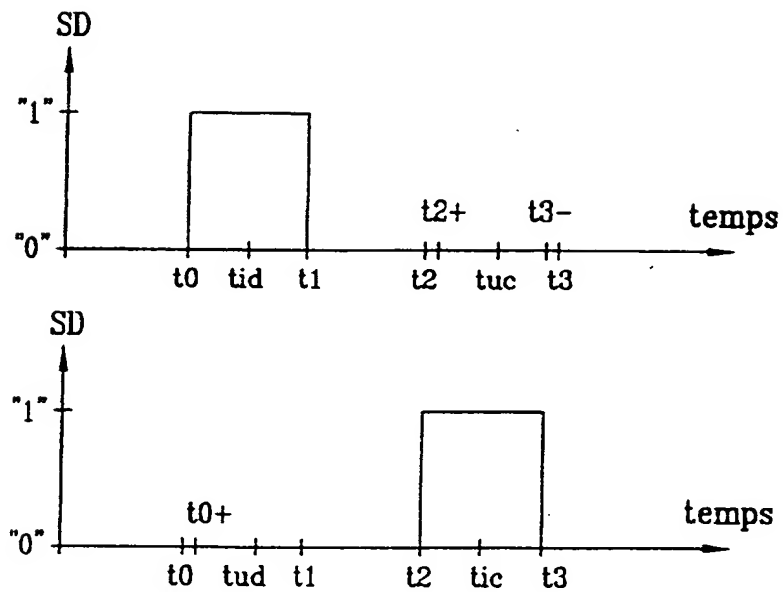 SD
"1"
t2+ t3- temps
"0"
t0 tid t1 t2 tuc t3
SD
"1"
t0+ temps
"0"
t0 tud t1 t2 tic t3